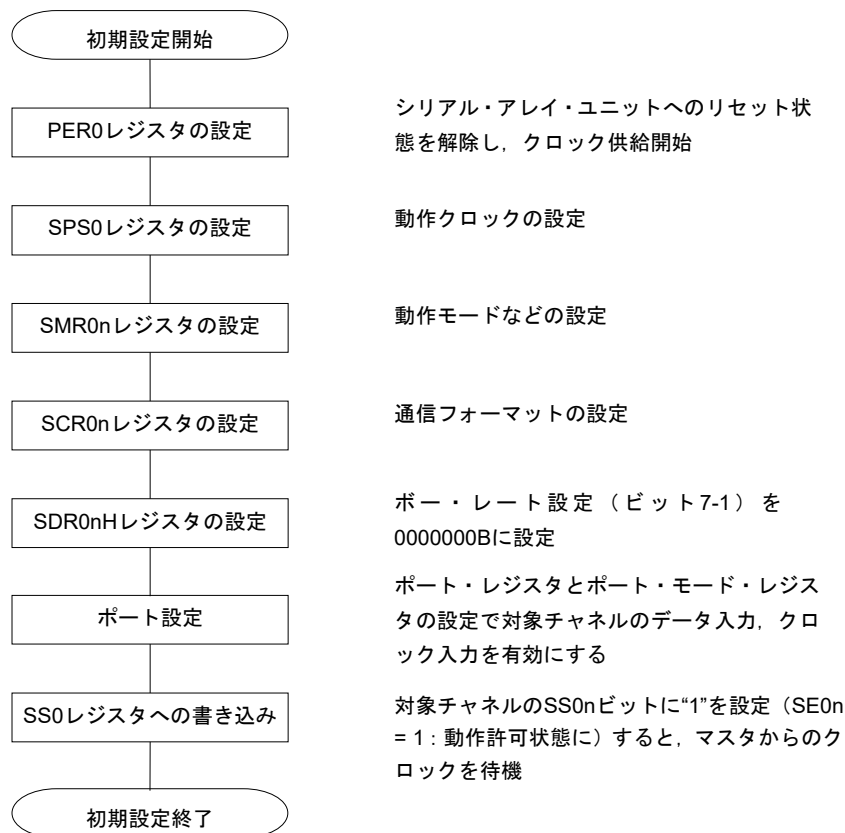 初期設定開始
PER0レジスタの設定
シリアル・アレイ・ユニットへのリセット状
態を解除し，クロック供給開始
SPS0レジスタの設定
動作クロックの設定
SMR0nレジスタの設定
動作モードなどの設定
SCR0nレジスタの設定
通信フォーマットの設定
SDR0nHレジスタの設定
ボー・レート設定（ビット7-1）を
0000000Bに設定
ポート設定
ポート・レジスタとポート・モード・レジス
タの設定で対象チャネルのデータ入力，クロ
ック入力を有効にする
SS0レジスタへの書き込み
対象チャネルのSS0nビットに“1”を設定（SE0n
= 1 : 動作許可状態に）すると，マスタからのク
ロックを待機
初期設定終了